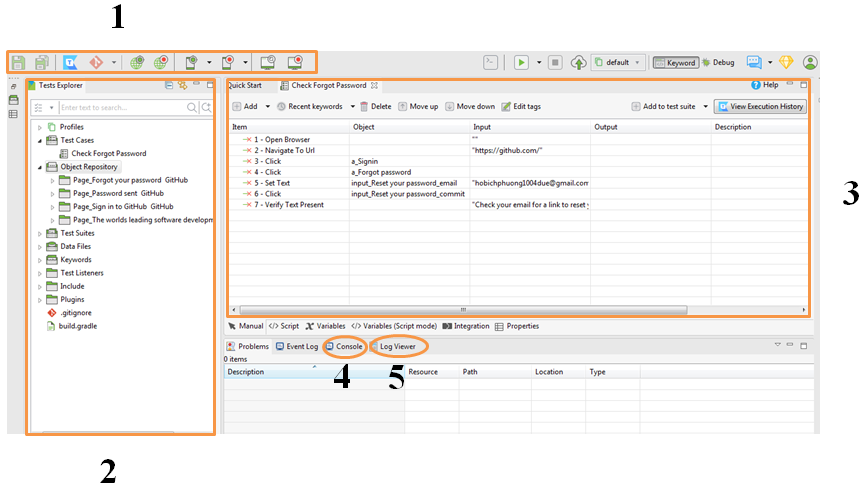 1
default
Keyword
Debug
Tests Explorer
Quick Start
Check Forgot Password
Help
Enter text to search...
Add
Recent keywords
Delete
Move up
Move down
Edit tags
Add to test suite
View Execution History
Item Object Input Output Description
Profiles
Test Cases
Check Forgot Password
Object Repository
Page_Forgot your password GitHub
Page_Password sent GitHub
Page_Sign in to GitHub GitHub
Page_The worlds leading software developm
Test Suites
Data Files
Keywords
Test Listeners
Include
Plugins
.gitignore
build.gradle
1 - Open Browser ""
2 - Navigate To Url "https://github.com/"
3 - Click a_Signin
4 - Click a_Forgot password
5 - Set Text input_Reset your password_email "hobichphuong1004due@gmail.com
6 - Click input_Reset your password_commit
7 - Verify Text Present "Check your email for a link to reset y
3
Manual
Script
Variables
Variables (Script mode)
Integration
Properties
Problems
Event Log
Console
Log Viewer
0 items
4
5
Description Resource Path Location Type
2